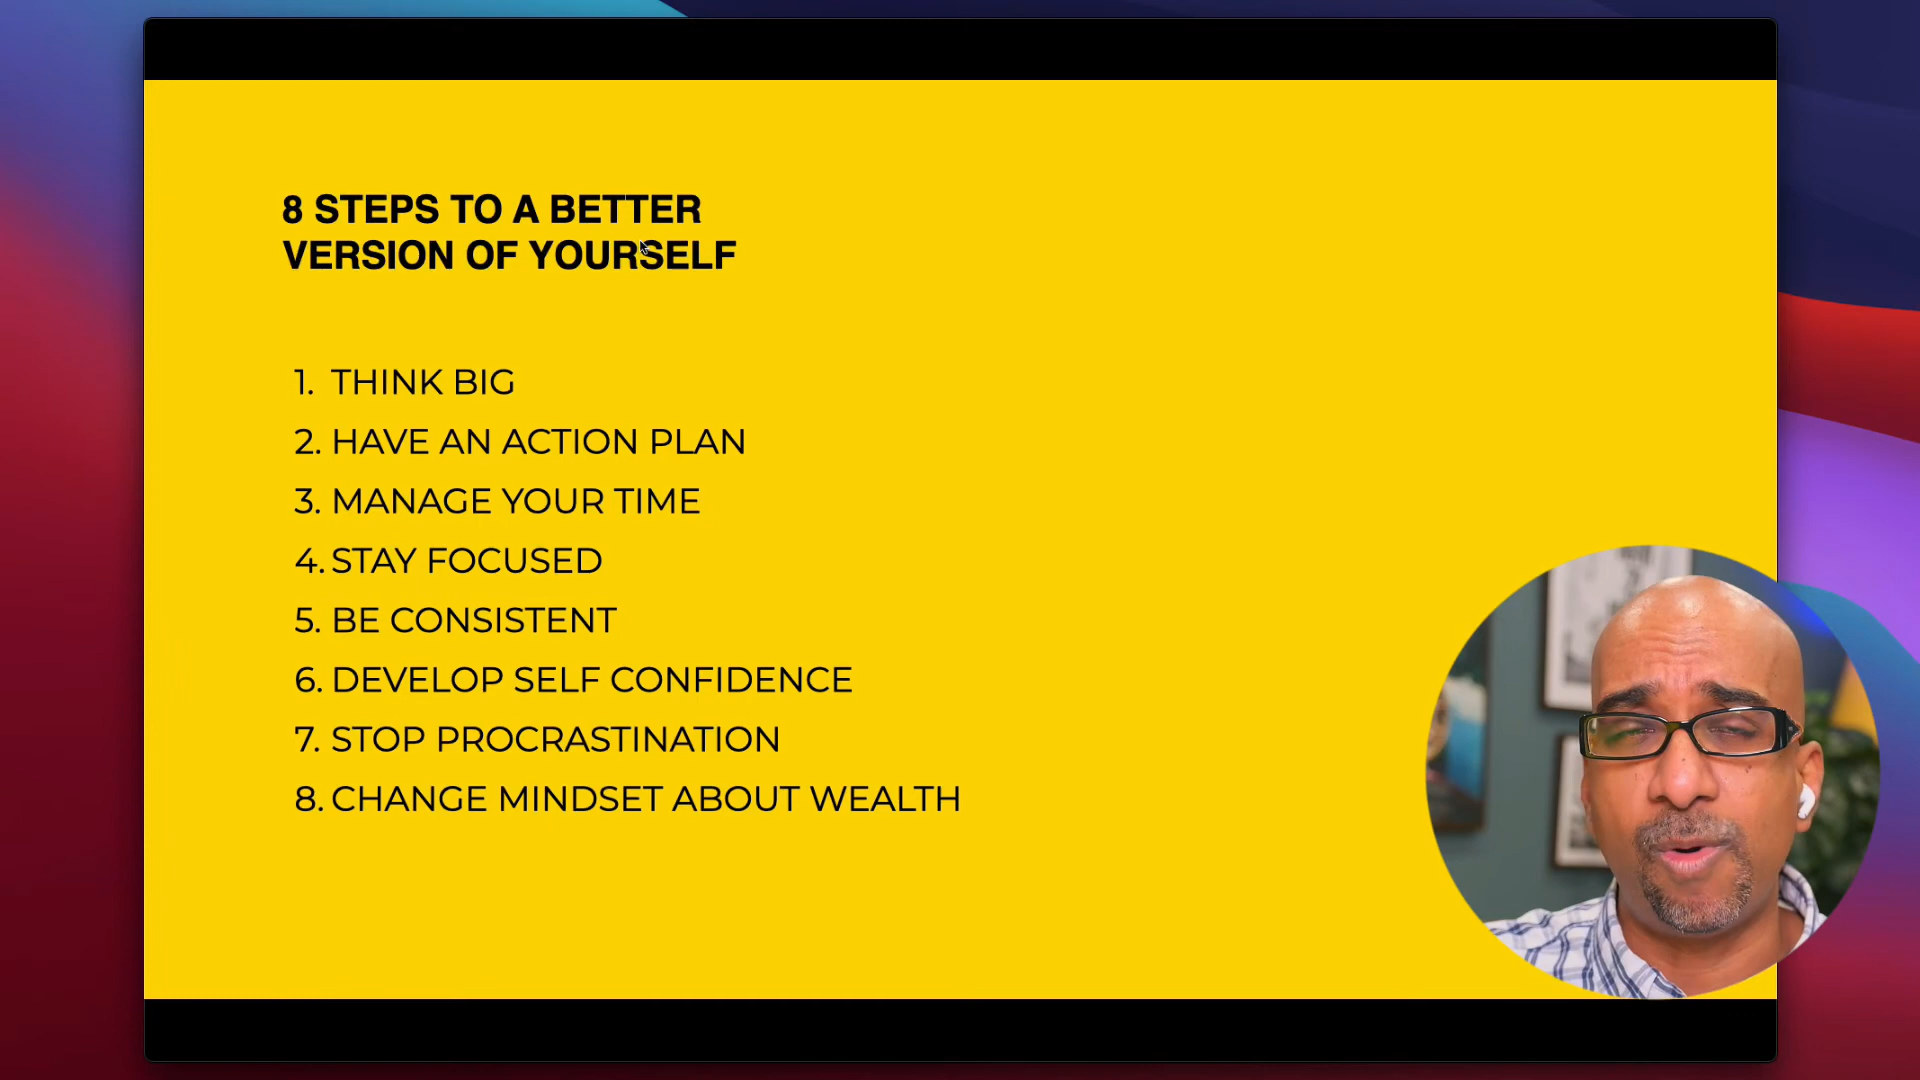 8 STEPS TO A BETTER
VERSION OF YOURSELF
1. THINK BIG
2. HAVE AN ACTION PLAN
3. MANAGE YOUR TIME
4. STAY FOCUSED
5. BE CONSISTENT
6. DEVELOP SELF CONFIDENCE
7. STOP PROCRASTINATION
8. CHANGE MINDSET ABOUT WEALTH